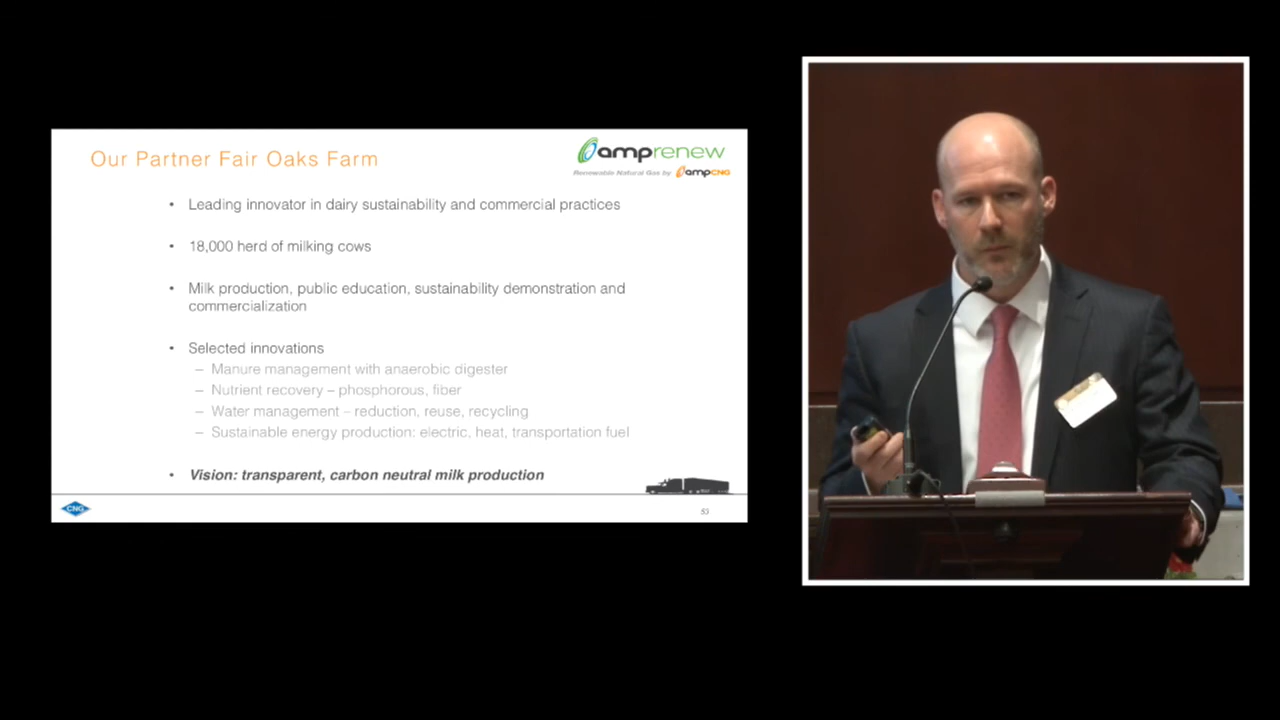 Our Partner Fair Oaks Farm
amprenew
Renewable Natural Gas by ampCNG
• Leading innovator in dairy sustainability and commercial practices
• 18,000 herd of milking cows
• Milk production, public education, sustainability demonstration and
commercialization
• Selected innovations
– Manure management with anaerobic digester
– Nutrient recovery – phosphorous, fiber
– Water management – reduction, reuse, recycling
– Sustainable energy production: electric, heat, transportation fuel
• Vision: transparent, carbon neutral milk production
CNG
53